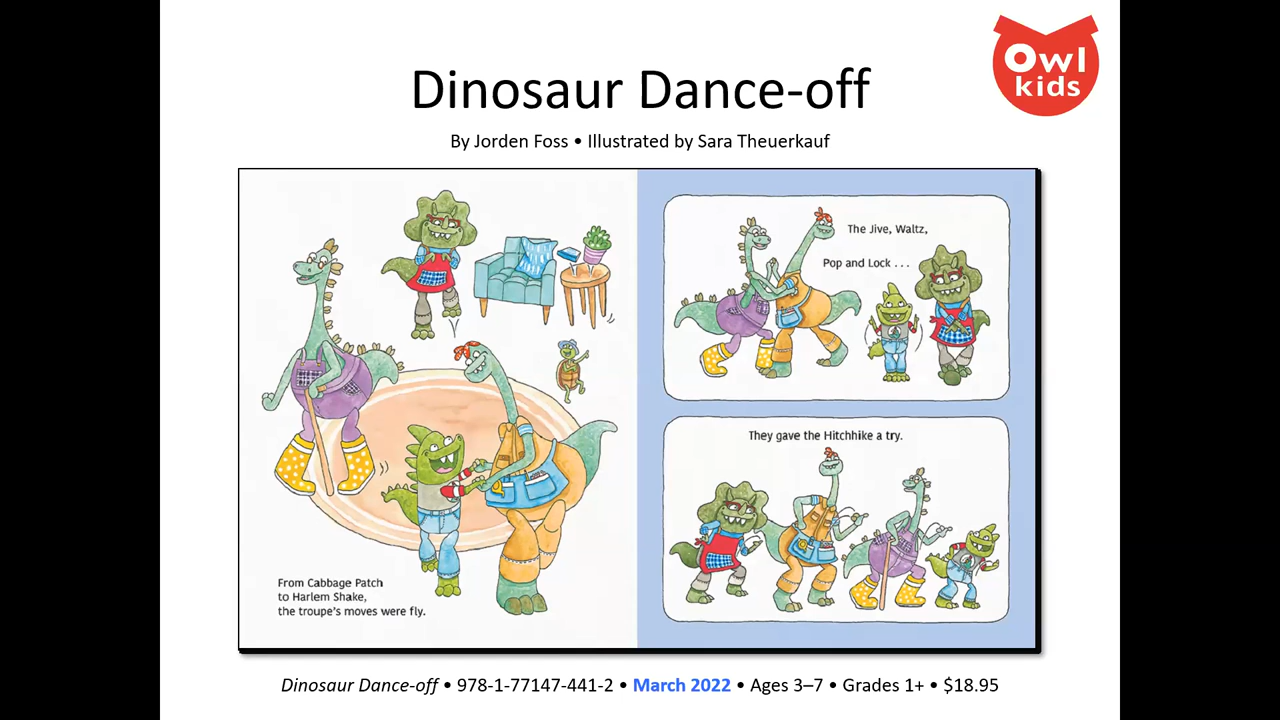 Owl
kids
Dinosaur Dance-off
By Jorden Foss • Illustrated by Sara Theuerkauf
From Cabbage Patch
to Harlem Shake,
the troupe's moves were fly.
The Jive, Waltz,
Pop and Lock . . .
They gave the Hitchhike a try.
Dinosaur Dance-off • 978-1-77147-441-2 • March 2022 • Ages 3–7 • Grades 1+ • $18.95